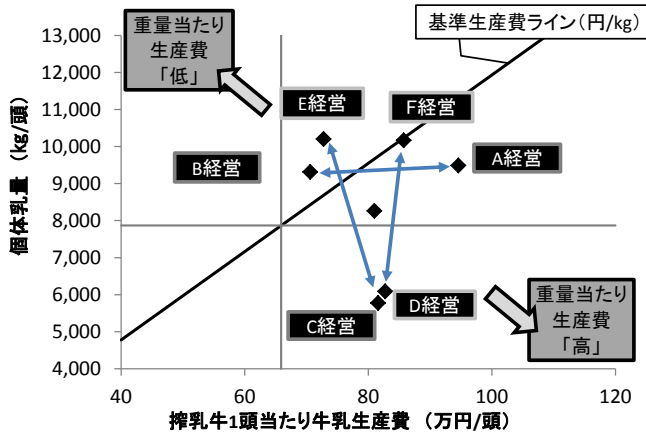 基準生産費ライン（円/kg）
重量当たり
生産費
「低」
13,000
12,000
11,000
10,000
9,000
8,000
7,000
6,000
5,000
4,000
個体乳量 （kg/頭）
E経営
F経営
B経営
A経営
C経営
D経営
重量当たり
生産費
「高」
40
60
80
100
120
搾乳牛1頭当たり牛乳生産費 （万円/頭）